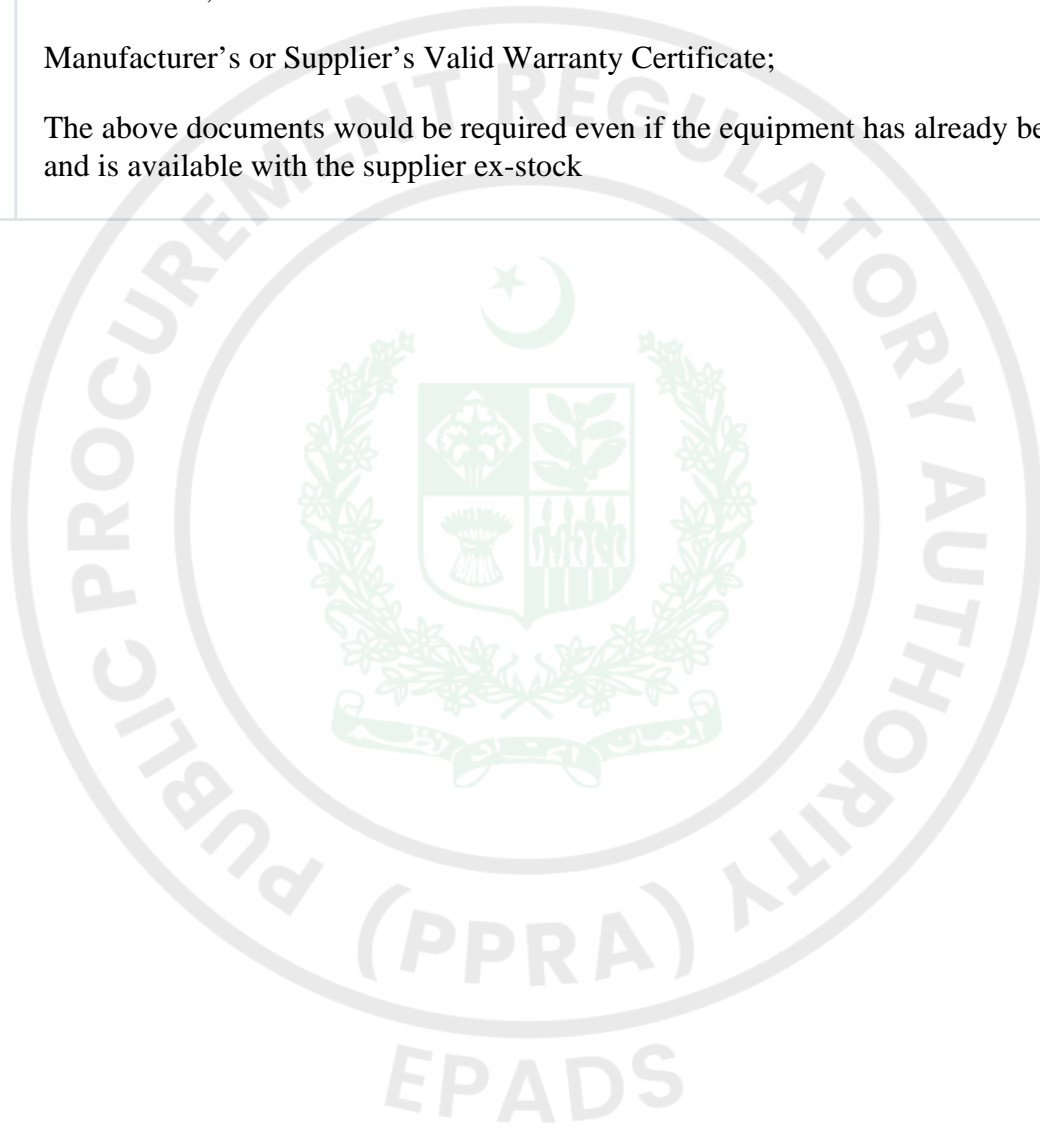 Manufacturer’s or Supplier’s Valid Warranty Certificate;
The above documents would be required even if the equipment has already
and is available with the supplier ex-stock
PUBLIC PROCUREMENT REGULATORY AUTHORITY
(PPRA)
EPADS